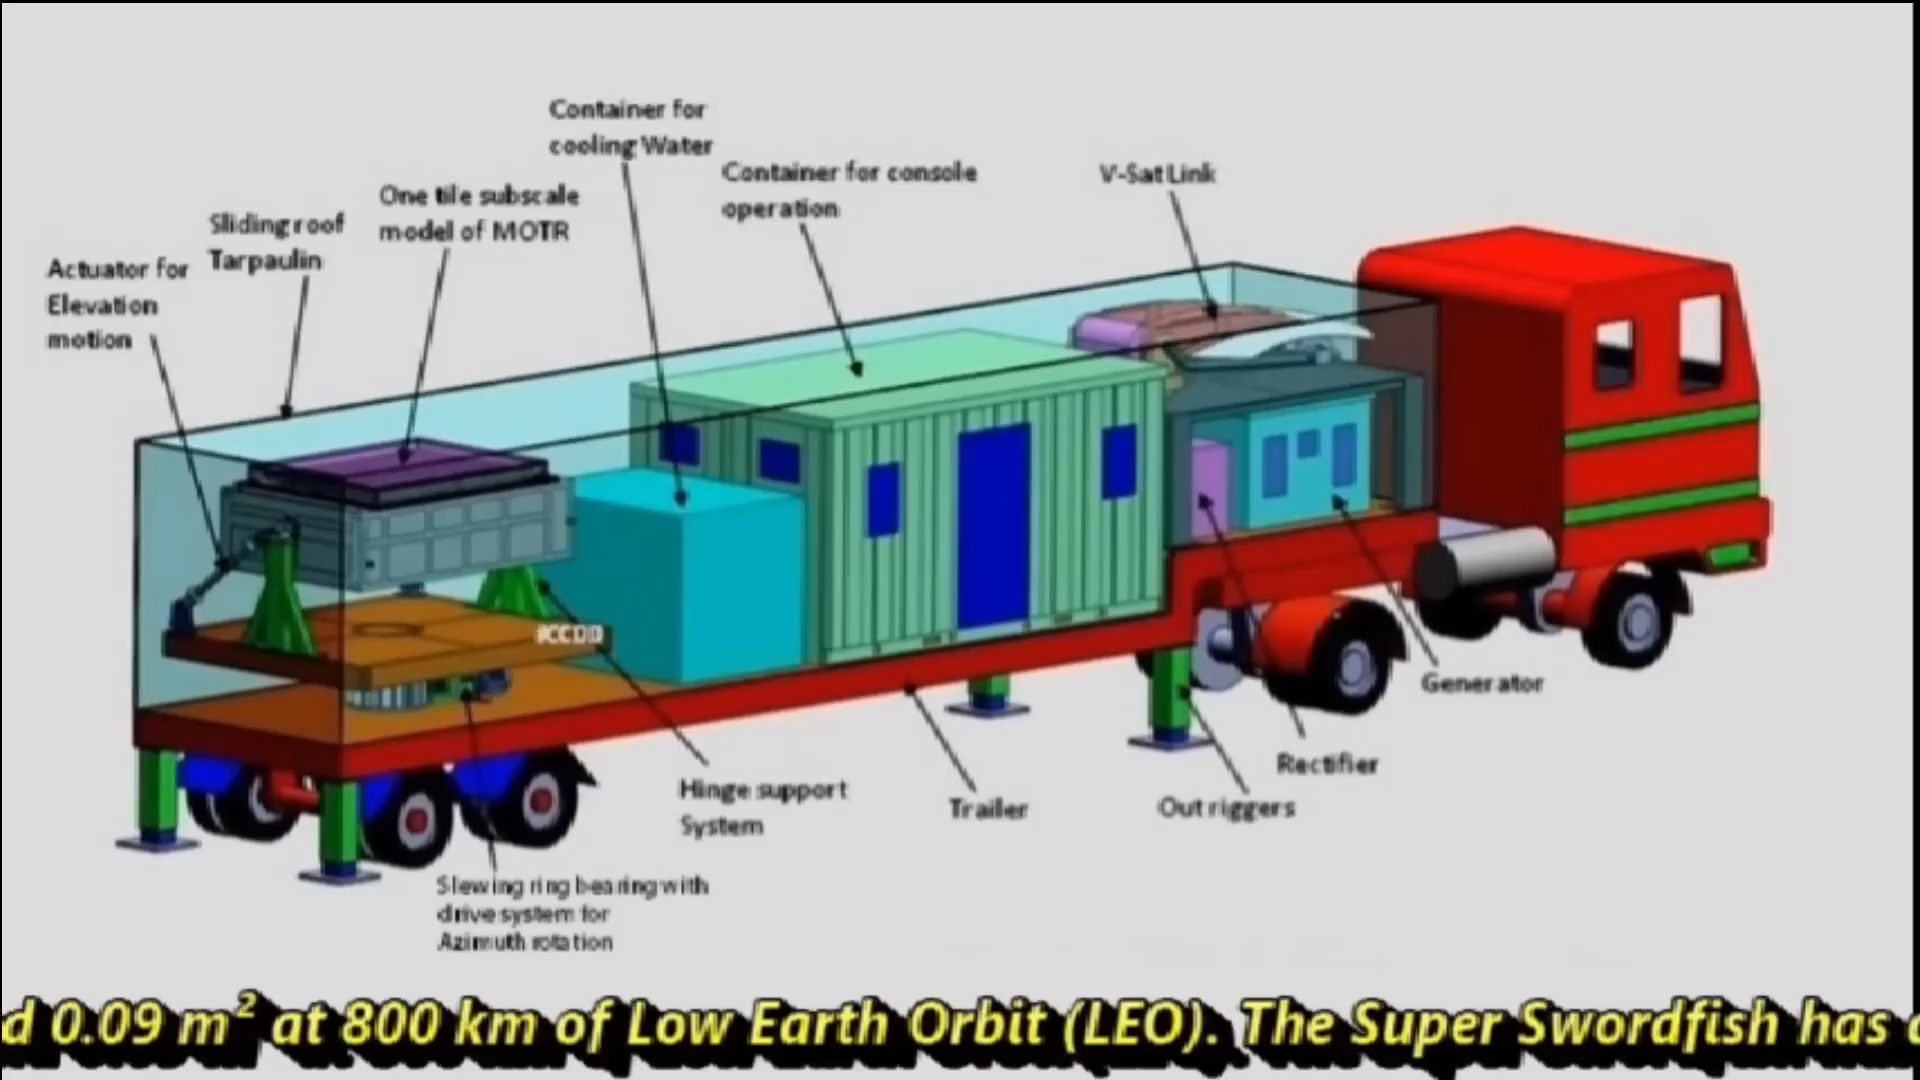 Container for
cooling Water
Container for console
operation
V-Sat Link
One tile subscale
model of MOTR
Sliding roof
Tarpaulin
Actuator for
Elevation
motion
Generator
Rectifier
Out riggers
Trailer
Hinge support
System
Slewing ring bearing with
drive system for
Azimuth rotation
d 0.09 m² at 800 km of Low Earth Orbit (LEO). The Super Swordfish has